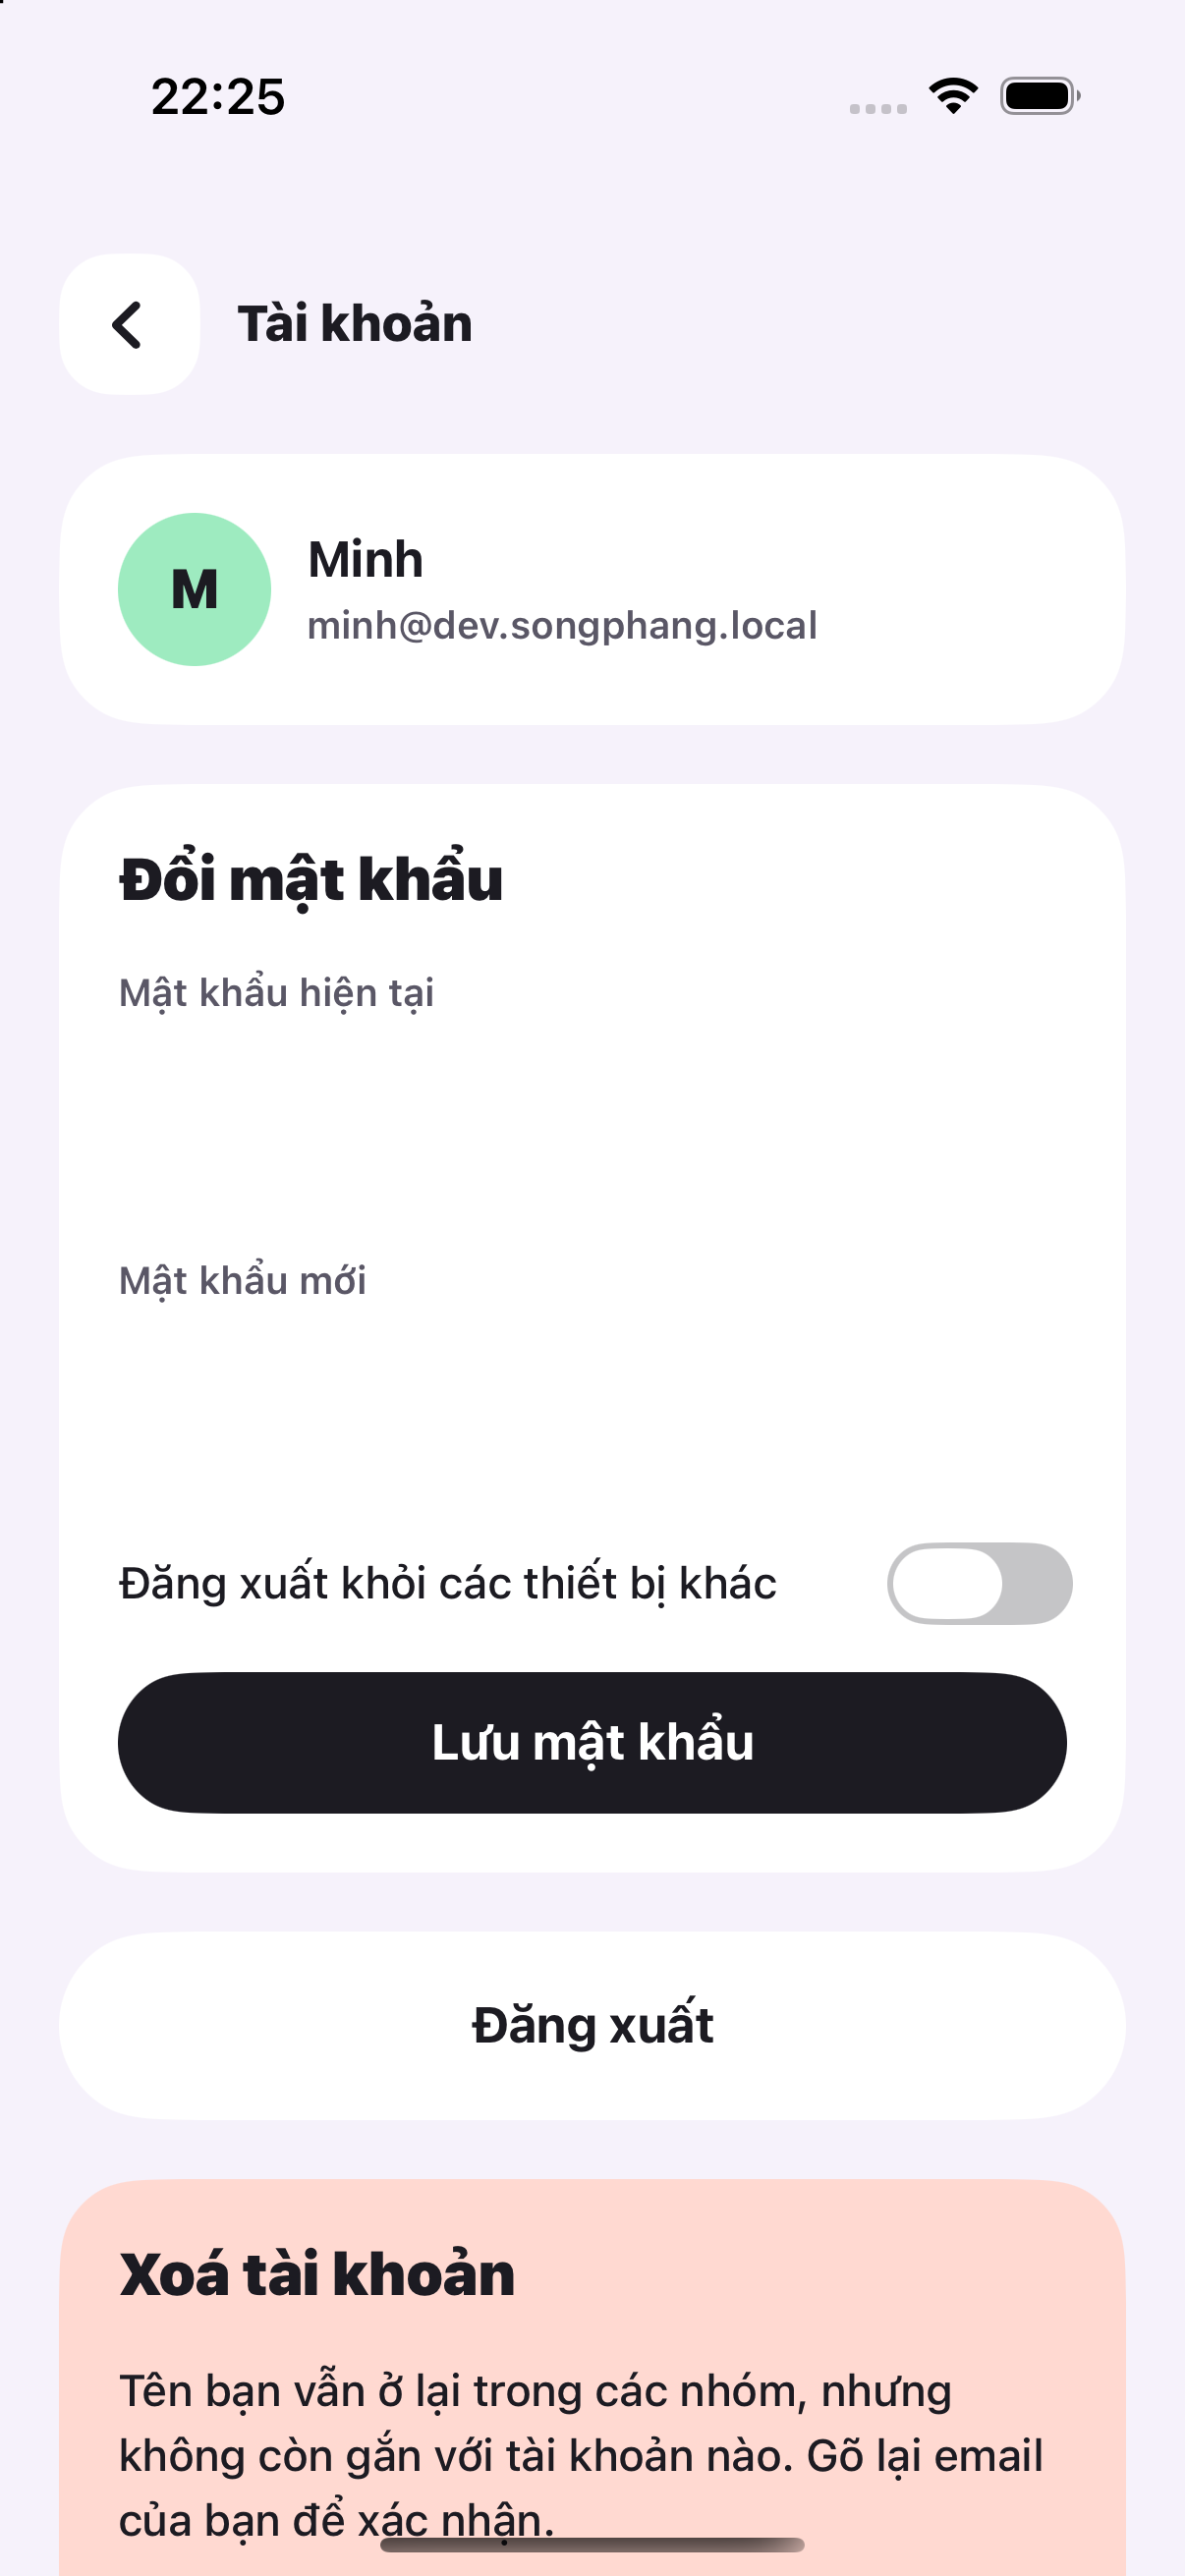 22:25
Tài khoản
M
Minh
minh@dev.songphang.local
Đổi mật khẩu
Mật khẩu hiện tại
Mật khẩu mới
Đăng xuất khỏi các thiết bị khác
Lưu mật khẩu
Đăng xuất
Xoá tài khoản
Tên bạn vẫn ở lại trong các nhóm, nhưng
không còn gắn với tài khoản nào. Gõ lại email
của bạn để xác nhận.